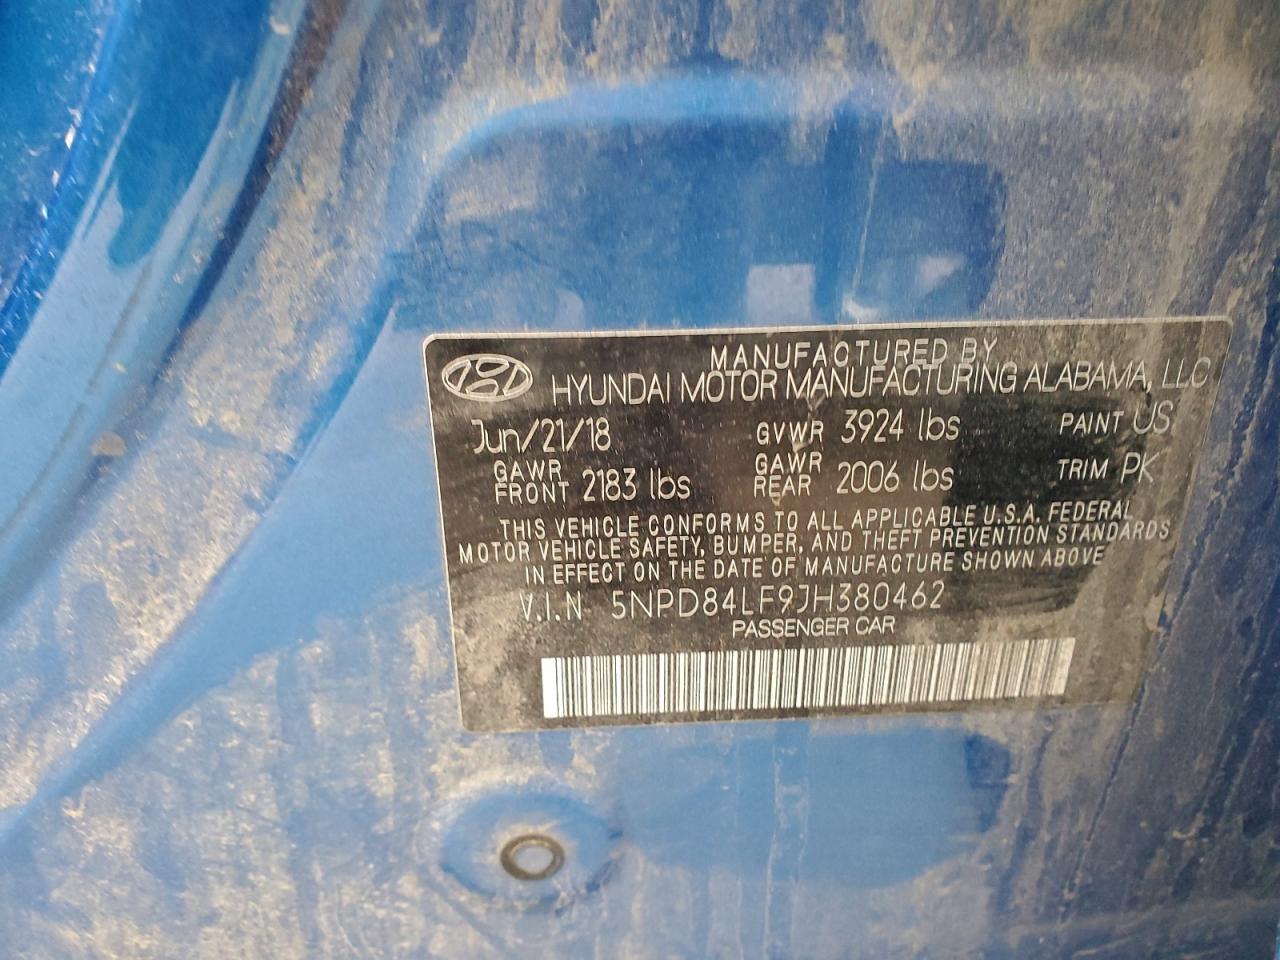 MANUFACTURED BY
HYUNDAI MOTOR MANUFACTURING ALABAMA, LLC
Jun/21/18 GVWR 3924 lbs PAINT US
GAWR FRONT 2183 lbs GAWR REAR 2006 lbs TRIM PK
THIS VEHICLE CONFORMS TO ALL APPLICABLE U.S.A. FEDERAL
MOTOR VEHICLE SAFETY, BUMPER, AND THEFT PREVENTION STANDARDS
IN EFFECT ON THE DATE OF MANUFACTURE SHOWN ABOVE
V.I.N 5NPD84LF9JH380462
PASSENGER CAR